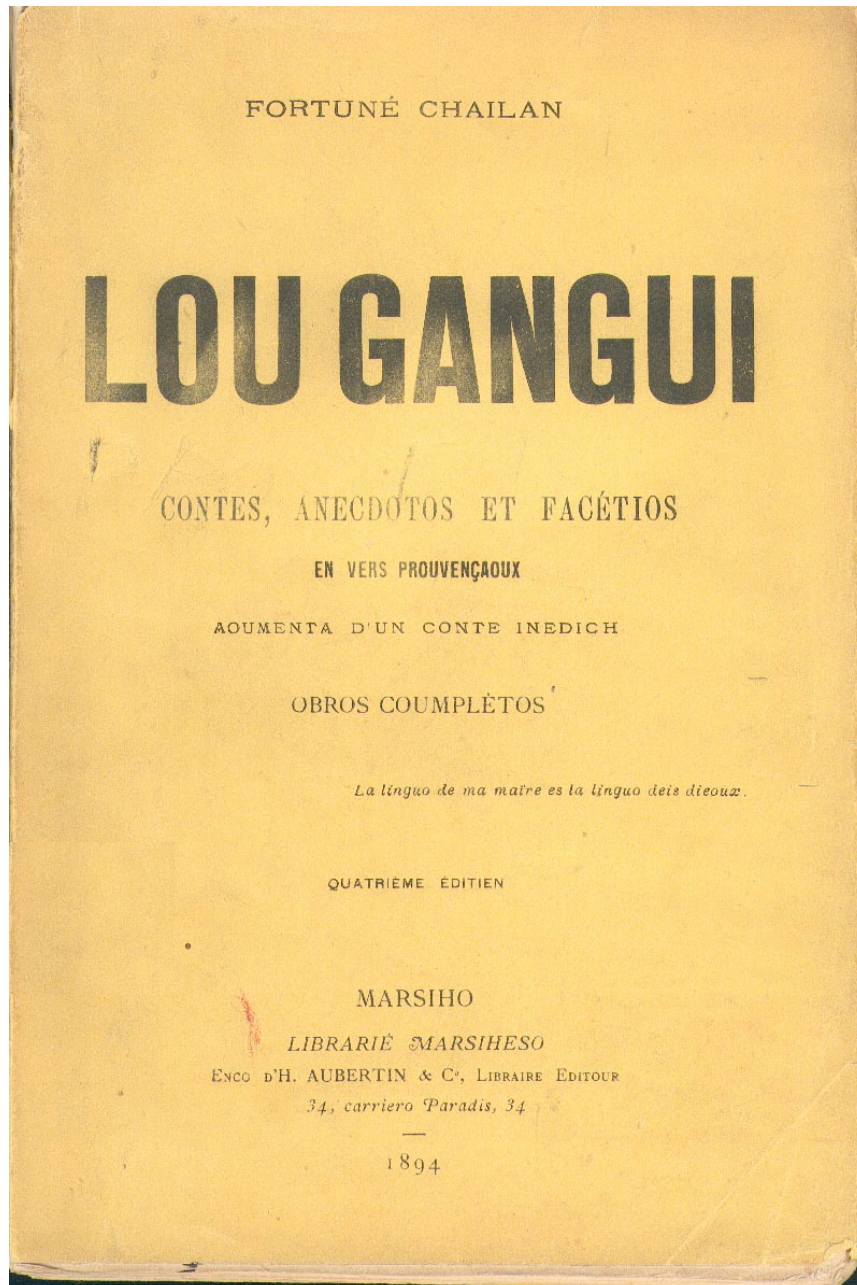 FORTUNÉ CHAILAN
LOU GANGUI
CONTES, ANECDOTOS ET FACÉTIOS
EN VERS PROUVENÇAOUX
AOUMENTA D'UN CONTE INEDICH
OBROS COUMPLÈTOS
La linguo de ma maïre es la linguo deis dieoux.
QUATRIÈME ÉDITIEN
MARSIHO
LIBRARIÉ MARSIHESO
ENCO D'H. AUBERTIN & Cº, LIBRAIRE EDITOUR
34, carriero Paradis, 34
1894